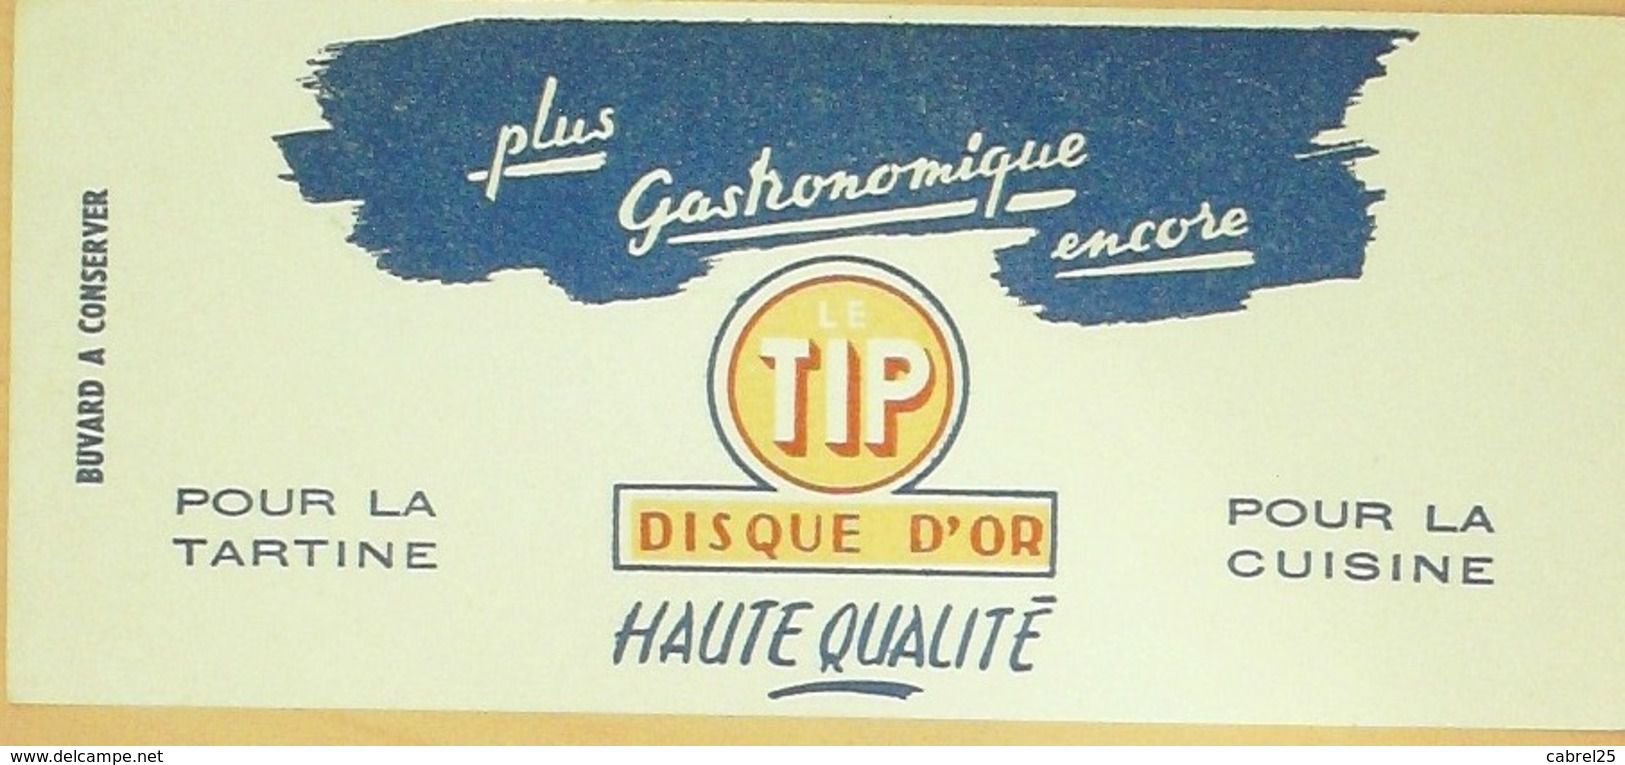 plus
Gastronomique
encore
BUVARD A CONSERVER
LE
TIP
DISQUE D'OR
POUR LA
TARTINE
POUR LA
CUISINE
HAUTE QUALITÉ
www.delcampe.net
cabrel25